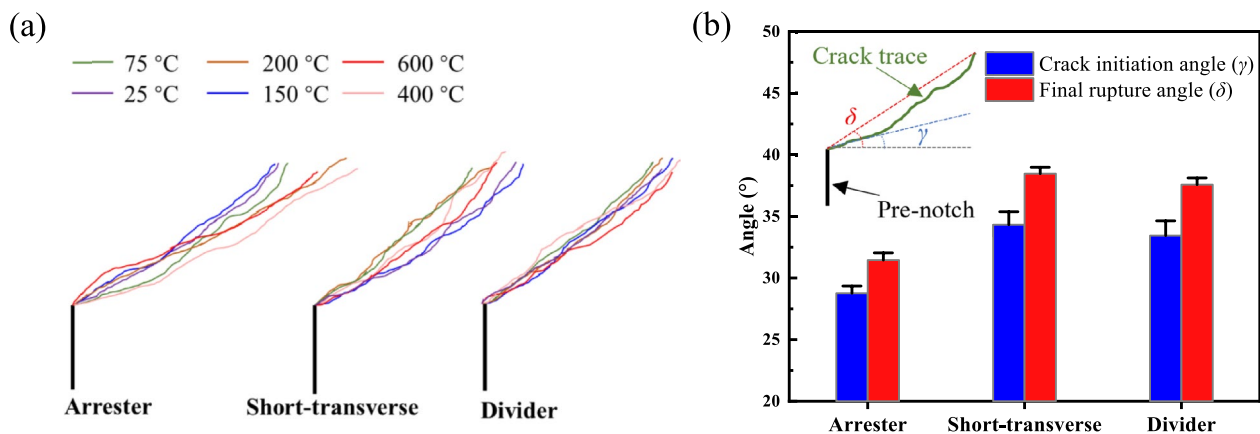 (a)
75 °C 200 °C 600 °C
25 °C 150 °C 400 °C
Arrester Short-transverse Divider
(b)
50
45
40
35
30
25
20
Angle (°)
Crack trace
δ
γ
Pre-notch
Crack initiation angle (γ)
Final rupture angle (δ)
Arrester Short-transverse Divider